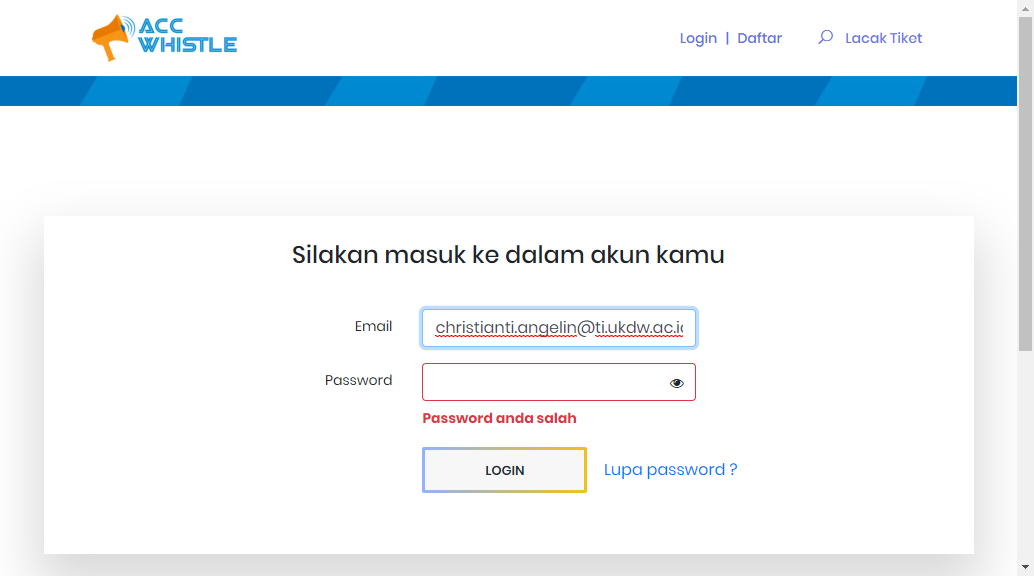 ACC
WHISTLE
Login | Daftar
Lacak Tiket
Silakan masuk ke dalam akun kamu
Email
christianti.angelin@ti.ukdw.ac.i
Password
Password anda salah
LOGIN
Lupa password ?